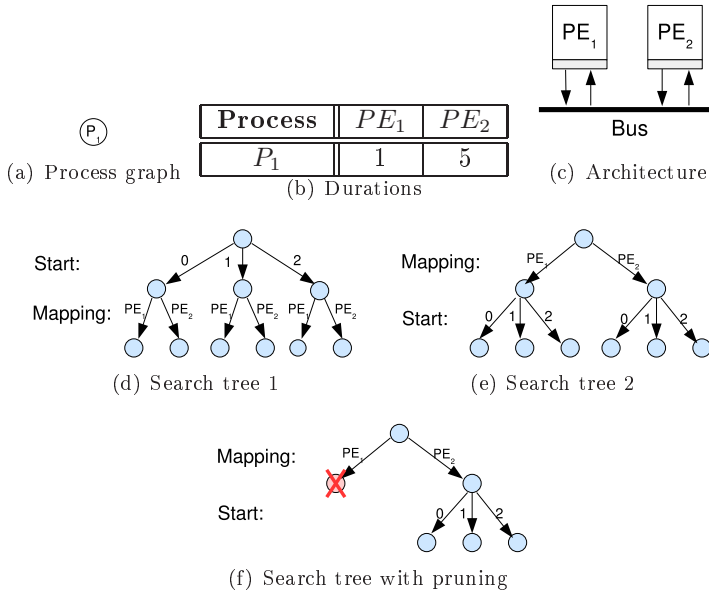 PE1 PE2
P1
Process PE1 PE2
P1 1 5
Bus
(a) Process graph
(b) Durations
(c) Architecture
Start: 0 1 2
Mapping: PE1 PE2 PE1 PE2 PE1 PE2
(d) Search tree 1
Mapping: PE1 PE2
Start: 0 1 2 0 1 2
(e) Search tree 2
Mapping: PE1 PE2
Start: 0 1 2
(f) Search tree with pruning